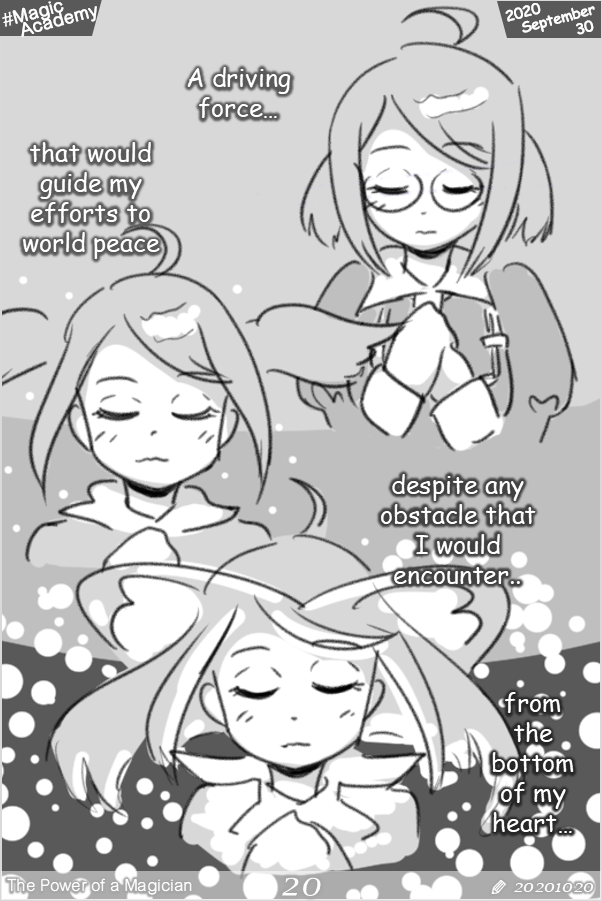 #Magic
Academy
2020
September
30
A driving
force...
that would
guide my
efforts to
world peace
despite any
obstacle that
I would
encounter..
from
the
bottom
of my
heart...
The Power of a Magician
20
20201020